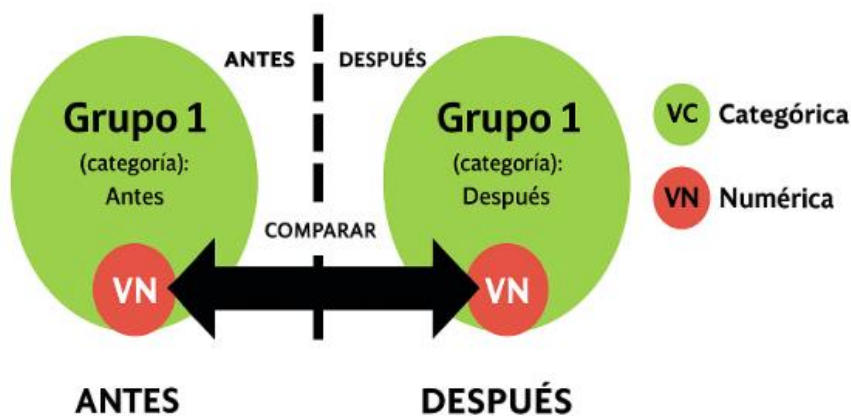 ANTES
DESPUÉS
Grupo 1
(categoría):
Antes
Grupo 1
(categoría):
Después
VC Categórica
VN Numérica
COMPARAR
VN
VN
ANTES
DESPUÉS